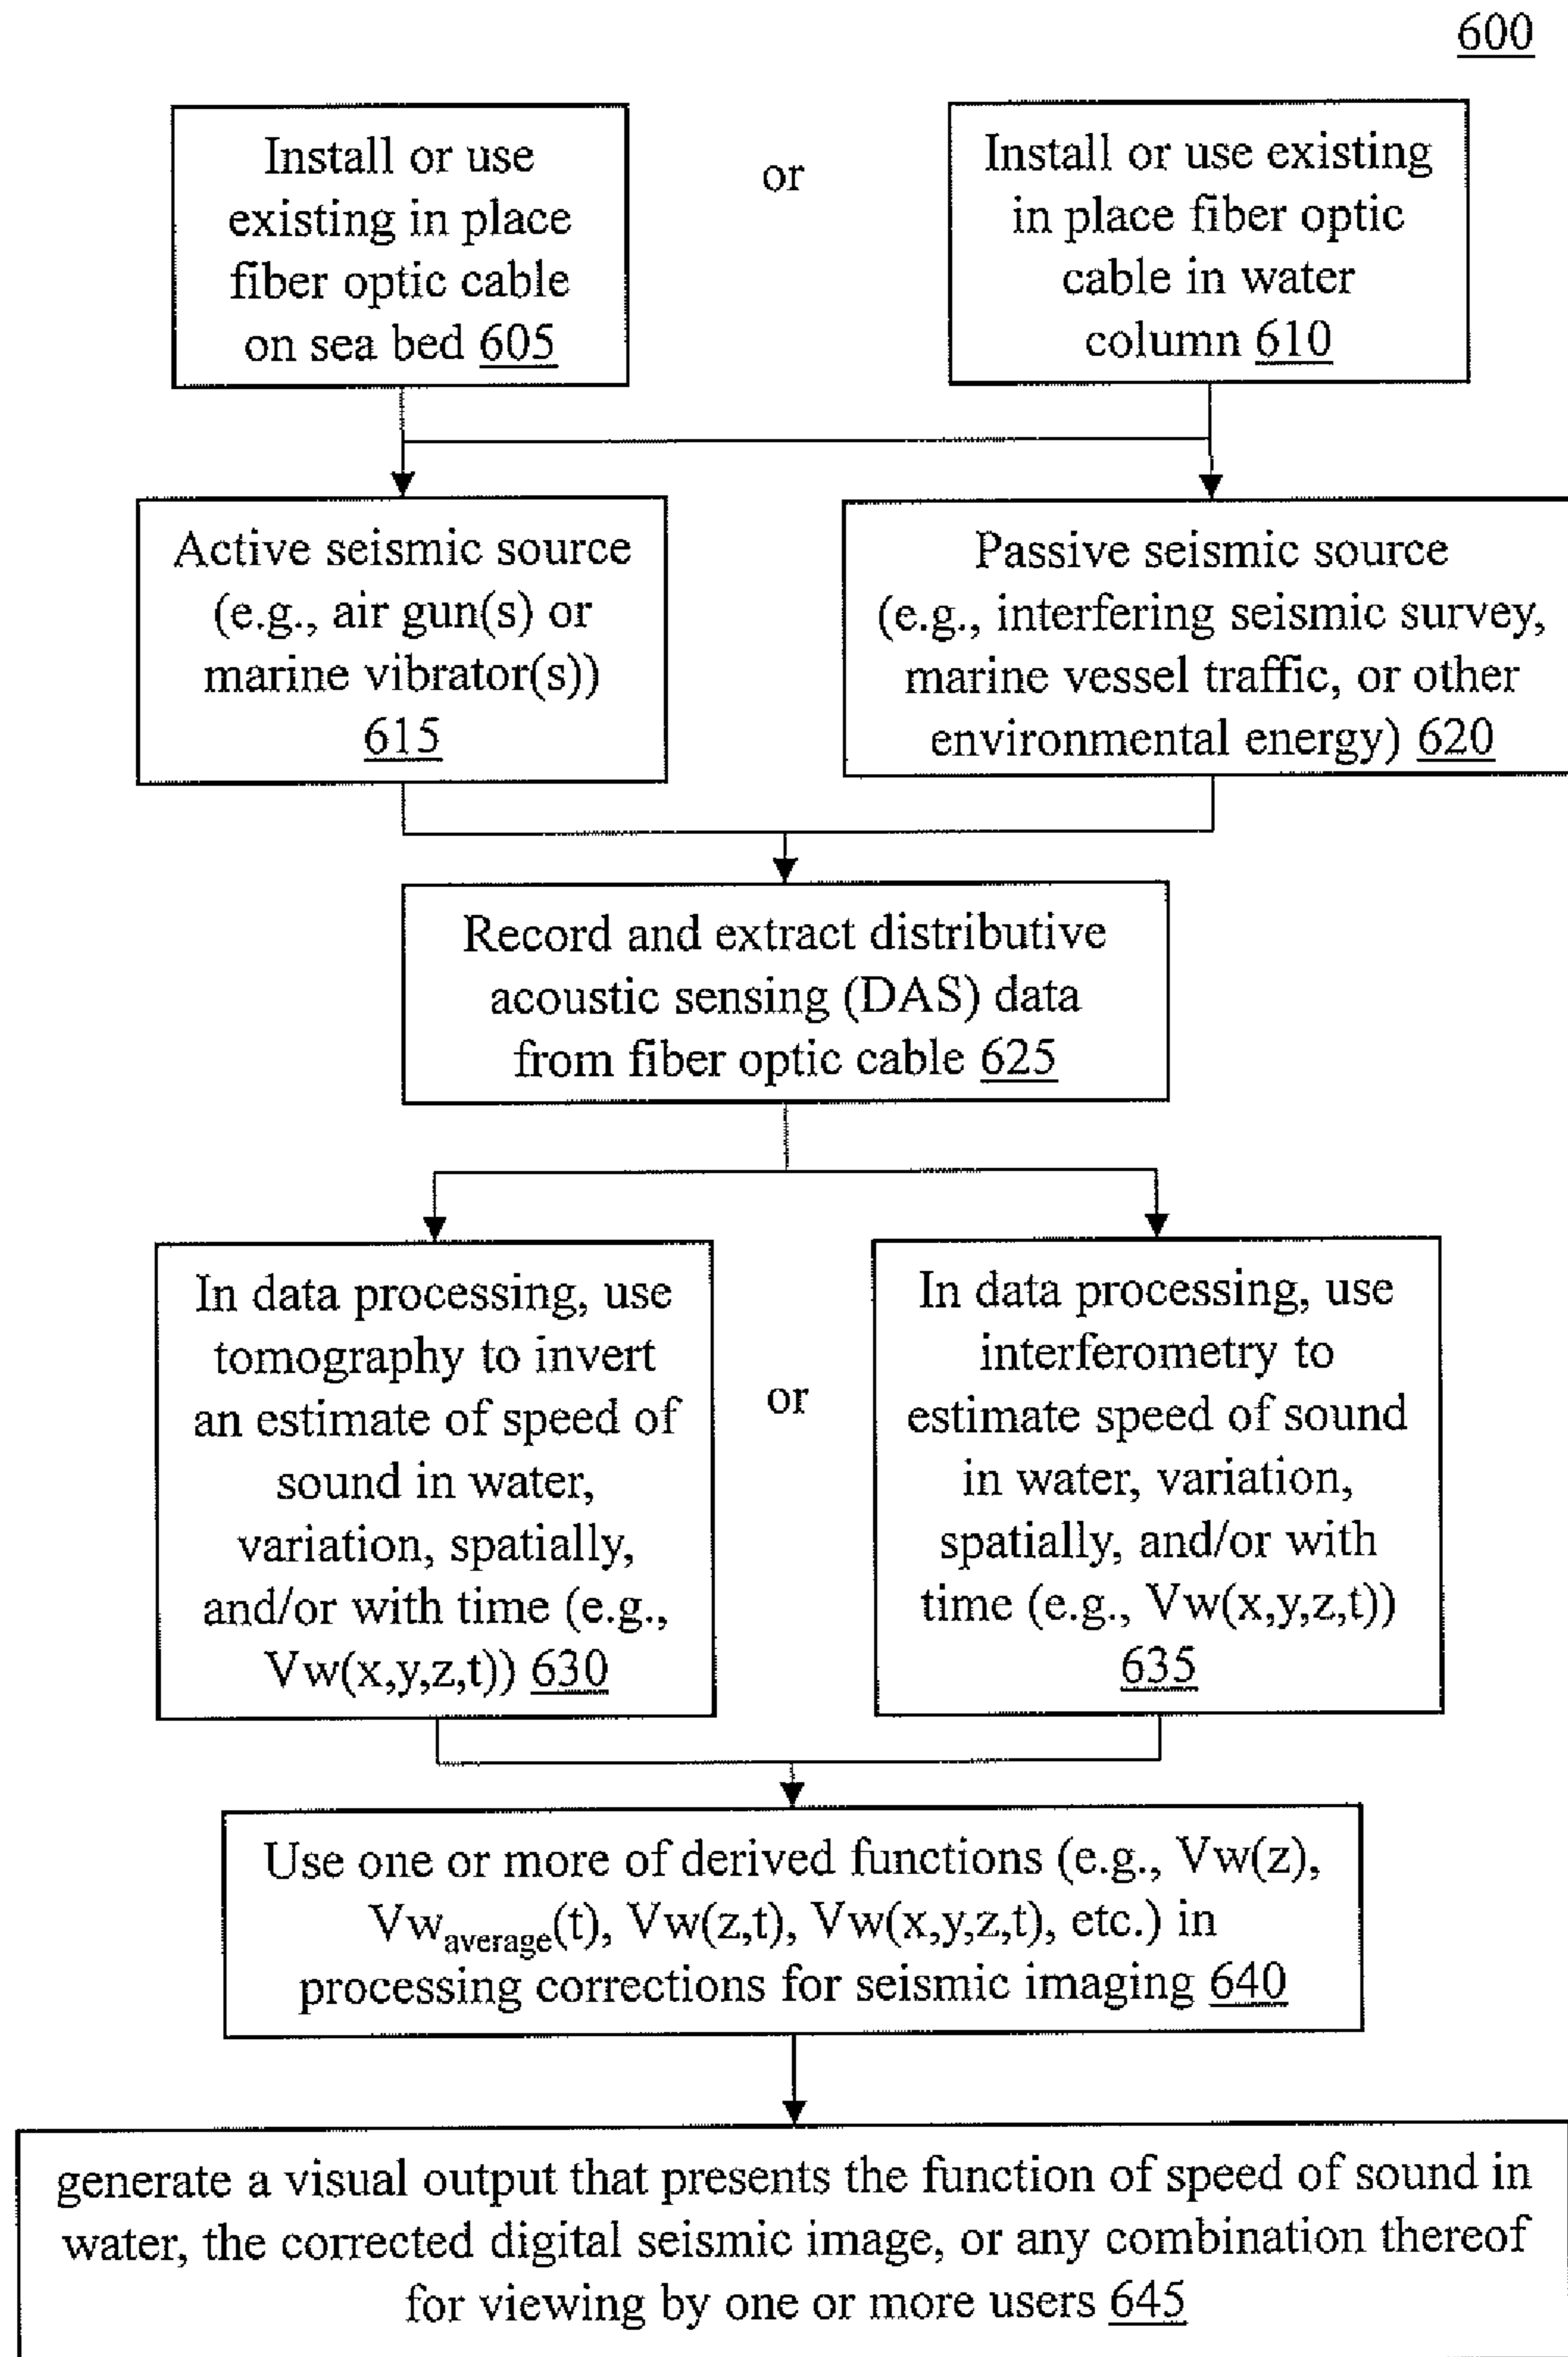 600
Install or use
existing in place
fiber optic cable
on sea bed 605
or
Install or use existing
in place fiber optic
cable in water
column 610
Active seismic source
(e.g., air gun(s) or
marine vibrator(s))
615
Passive seismic source
(e.g., interfering seismic survey,
marine vessel traffic, or other
environmental energy) 620
Record and extract distributive
acoustic sensing (DAS) data
from fiber optic cable 625
In data processing, use
tomography to invert
an estimate of speed of
sound in water,
variation, spatially,
and/or with time (e.g.,
Vw(x,y,z,t)) 630
or
In data processing, use
interferometry to
estimate speed of sound
in water, variation,
spatially, and/or with
time (e.g., Vw(x,y,z,t))
635
Use one or more of derived functions (e.g., Vw(z),
Vwaverage(t), Vw(z,t), Vw(x,y,z,t), etc.) in
processing corrections for seismic imaging 640
generate a visual output that presents the function of speed of sound in
water, the corrected digital seismic image, or any combination thereof
for viewing by one or more users 645